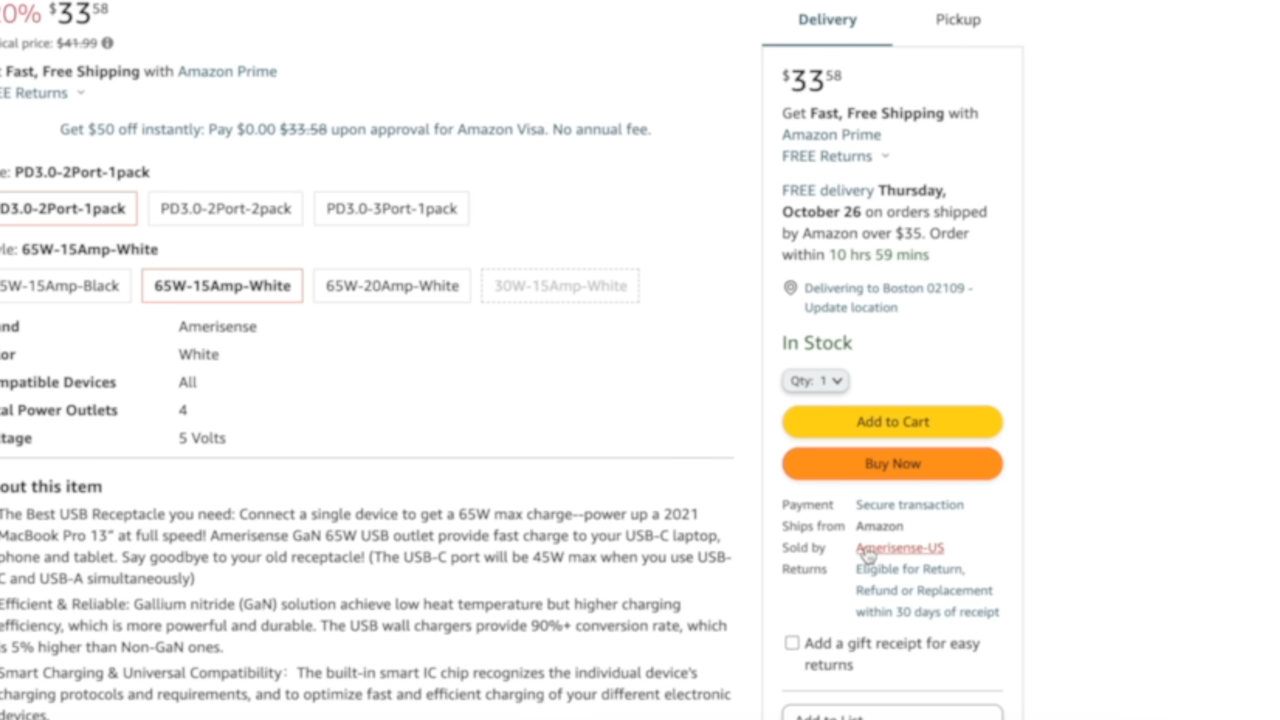 0% $33 58
ical price: $41.99
Fast, Free Shipping with Amazon Prime
EE Returns
Get $50 off instantly: Pay $0.00 $33.58 upon approval for Amazon Visa. No annual fee.
e: PD3.0-2Port-1pack
D3.0-2Port-1pack PD3.0-2Port-2pack PD3.0-3Port-1pack
le: 65W-15Amp-White
5W-15Amp-Black 65W-15Amp-White 65W-20Amp-White 30W-15Amp-White
nd Amerisense
or White
mpatible Devices All
al Power Outlets 4
tage 5 Volts
out this item
The Best USB Receptacle you need: Connect a single device to get a 65W max charge--power up a 2021
MacBook Pro 13" at full speed! Amerisense GaN 65W USB outlet provide fast charge to your USB-C laptop,
phone and tablet. Say goodbye to your old receptacle! (The USB-C port will be 45W max when you use USB-
C and USB-A simultaneously)
Efficient & Reliable: Gallium nitride (GaN) solution achieve low heat temperature but higher charging
efficiency, which is more powerful and durable. The USB wall chargers provide 90%+ conversion rate, which
is 5% higher than Non-GaN ones.
Smart Charging & Universal Compatibility： The built-in smart IC chip recognizes the individual device's
charging protocols and requirements, and to optimize fast and efficient charging of your different electronic
devices.
Delivery Pickup
$33 58
Get Fast, Free Shipping with
Amazon Prime
FREE Returns
FREE delivery Thursday,
October 26 on orders shipped
by Amazon over $35. Order
within 10 hrs 59 mins
Delivering to Boston 02109 -
Update location
In Stock
Qty: 1
Add to Cart
Buy Now
Payment Secure transaction
Ships from Amazon
Sold by Amerisense-US
Returns Eligible for Return,
Refund or Replacement
within 30 days of receipt
Add a gift receipt for easy
returns
Add to List